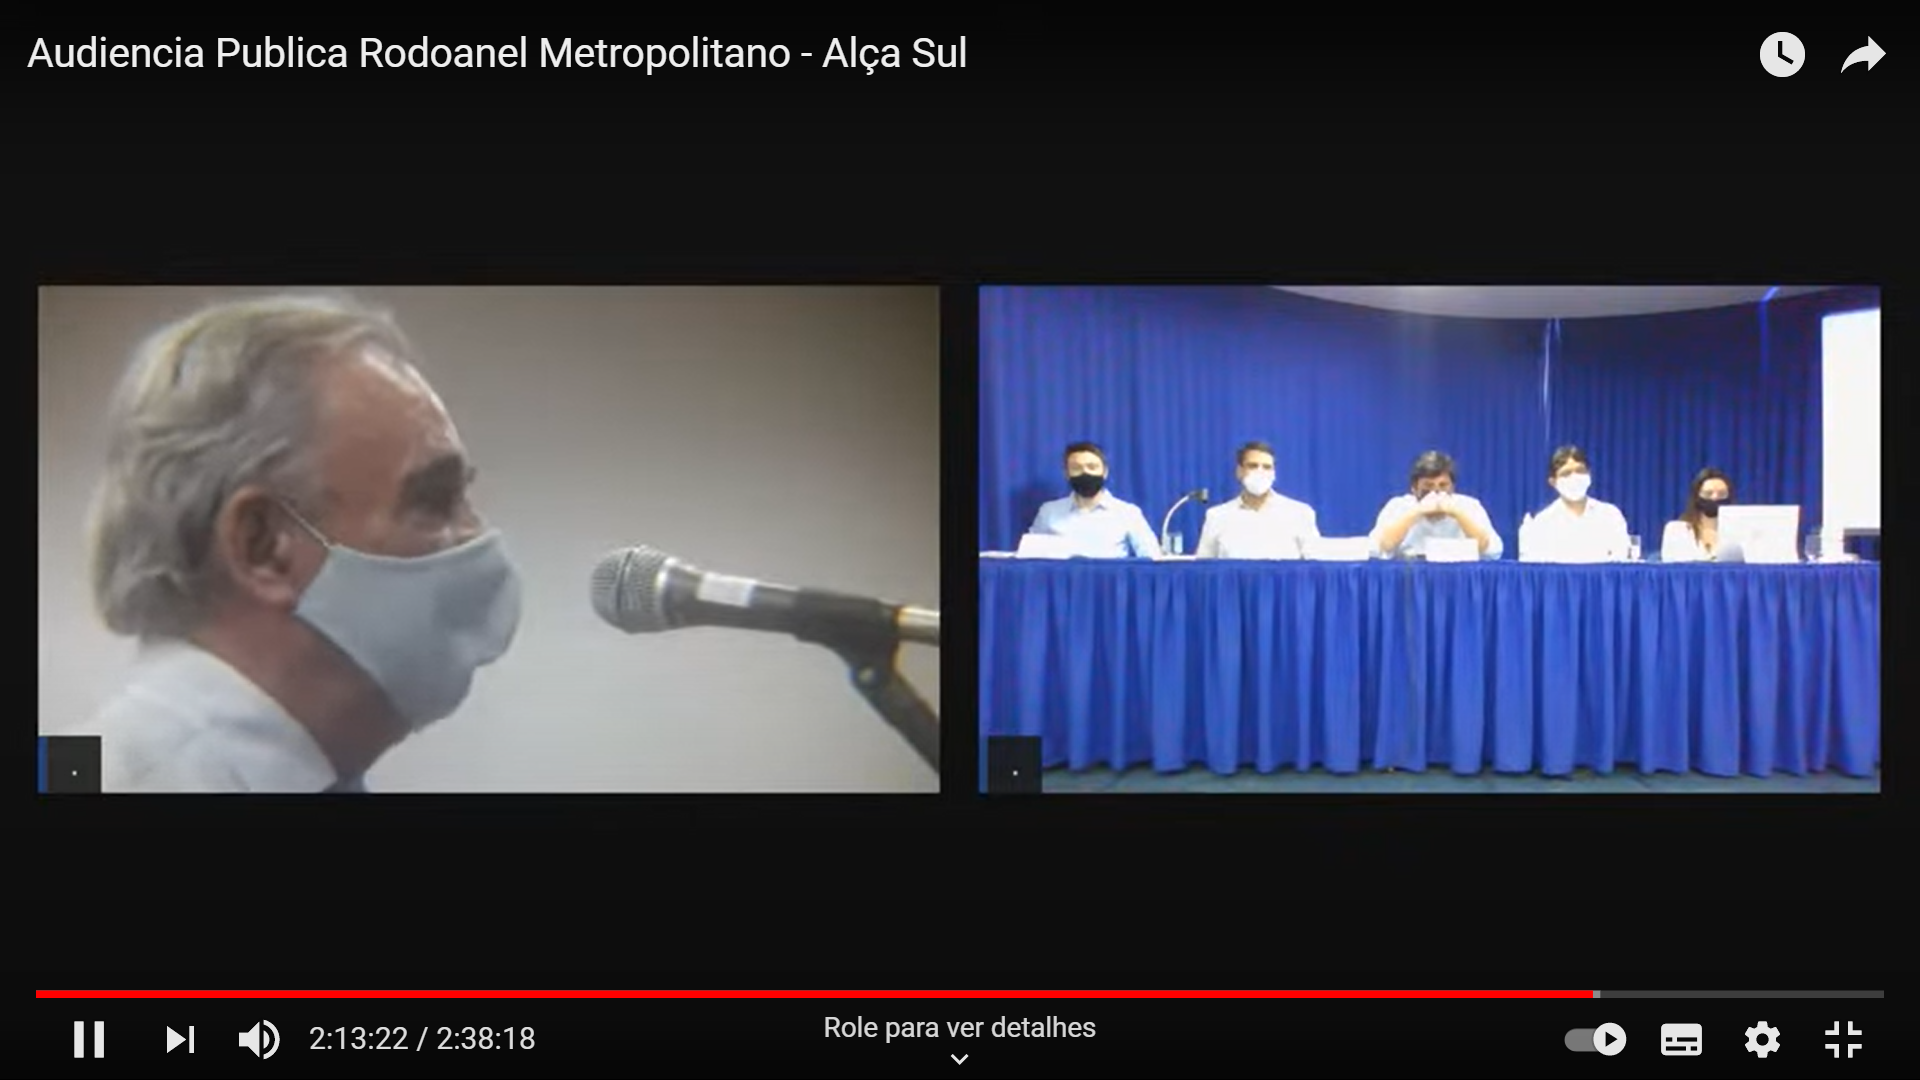 Audiencia Publica Rodoanel Metropolitano - Alça Sul
2:13:22 / 2:38:18
Role para ver detalhes